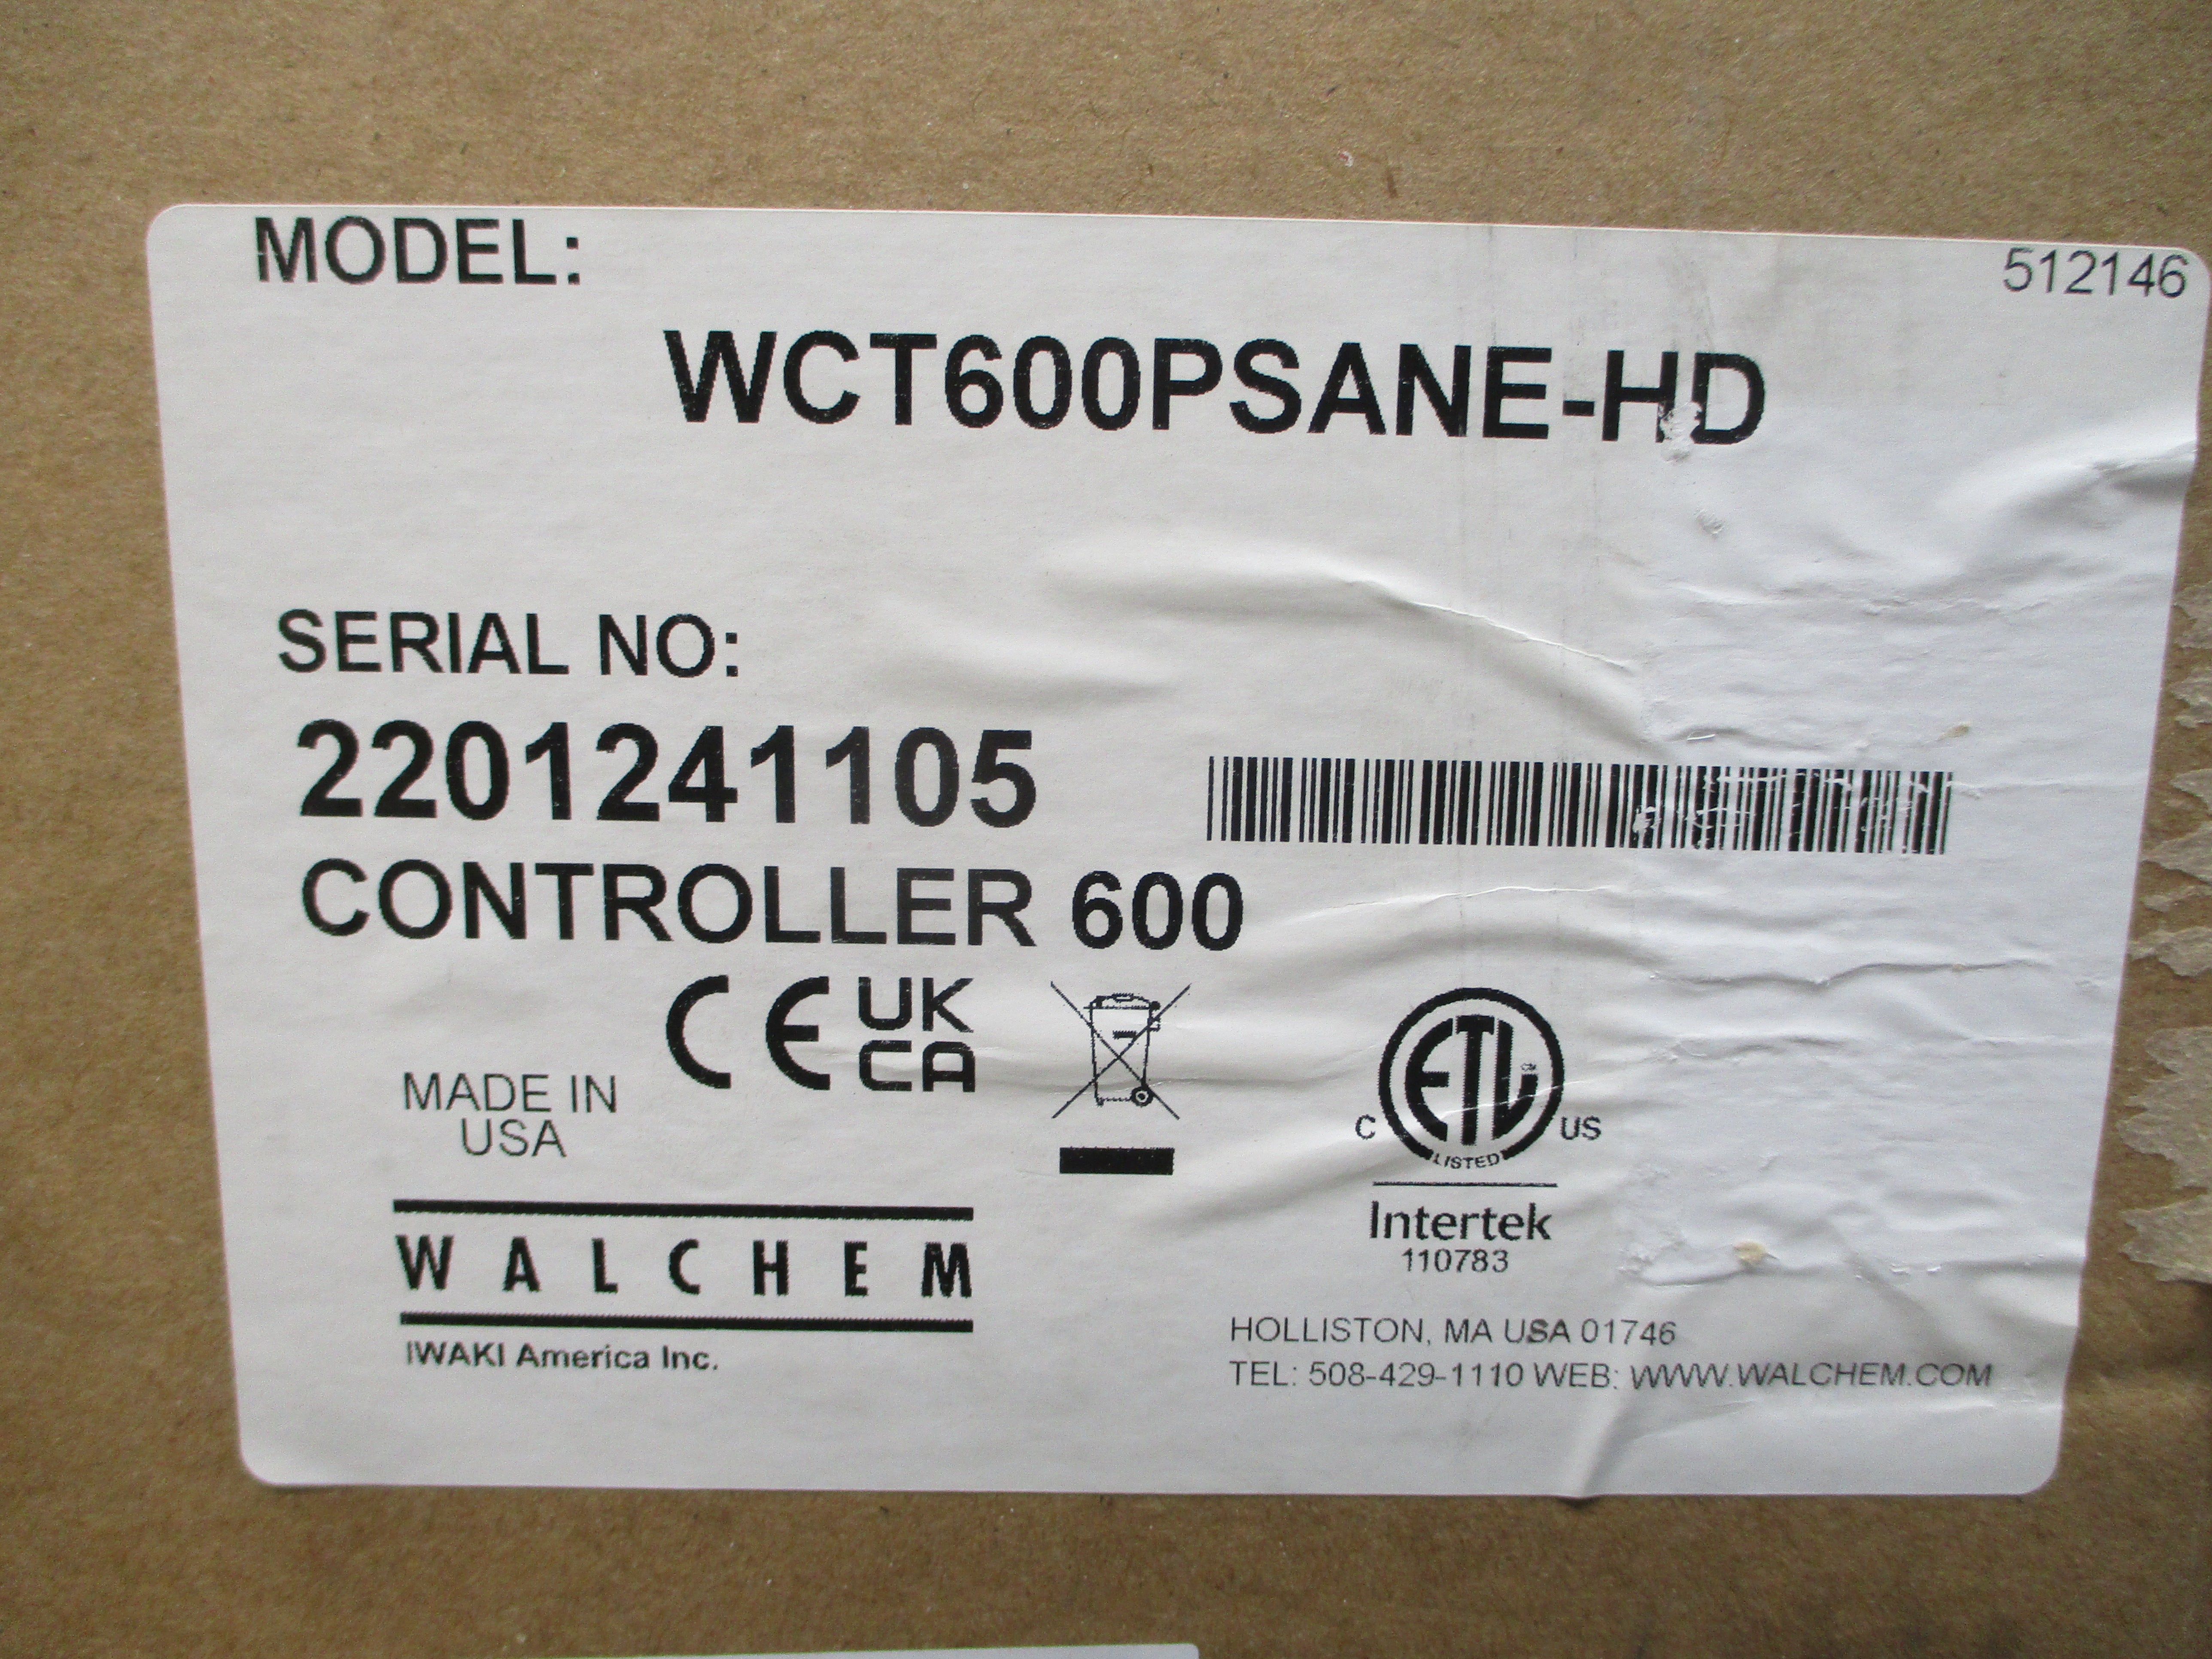 MODEL:
512146
WCT600PSANE-HD
SERIAL NO:
2201241105
CONTROLLER 600
CE UK
CA
MADE IN
USA
ETL
C US
LISTED
Intertek
110783
WALCHEM
IWAKI America Inc.
HOLLISTON, MA USA 01746
TEL: 508-429-1110 WEB: WWW.WALCHEM.COM